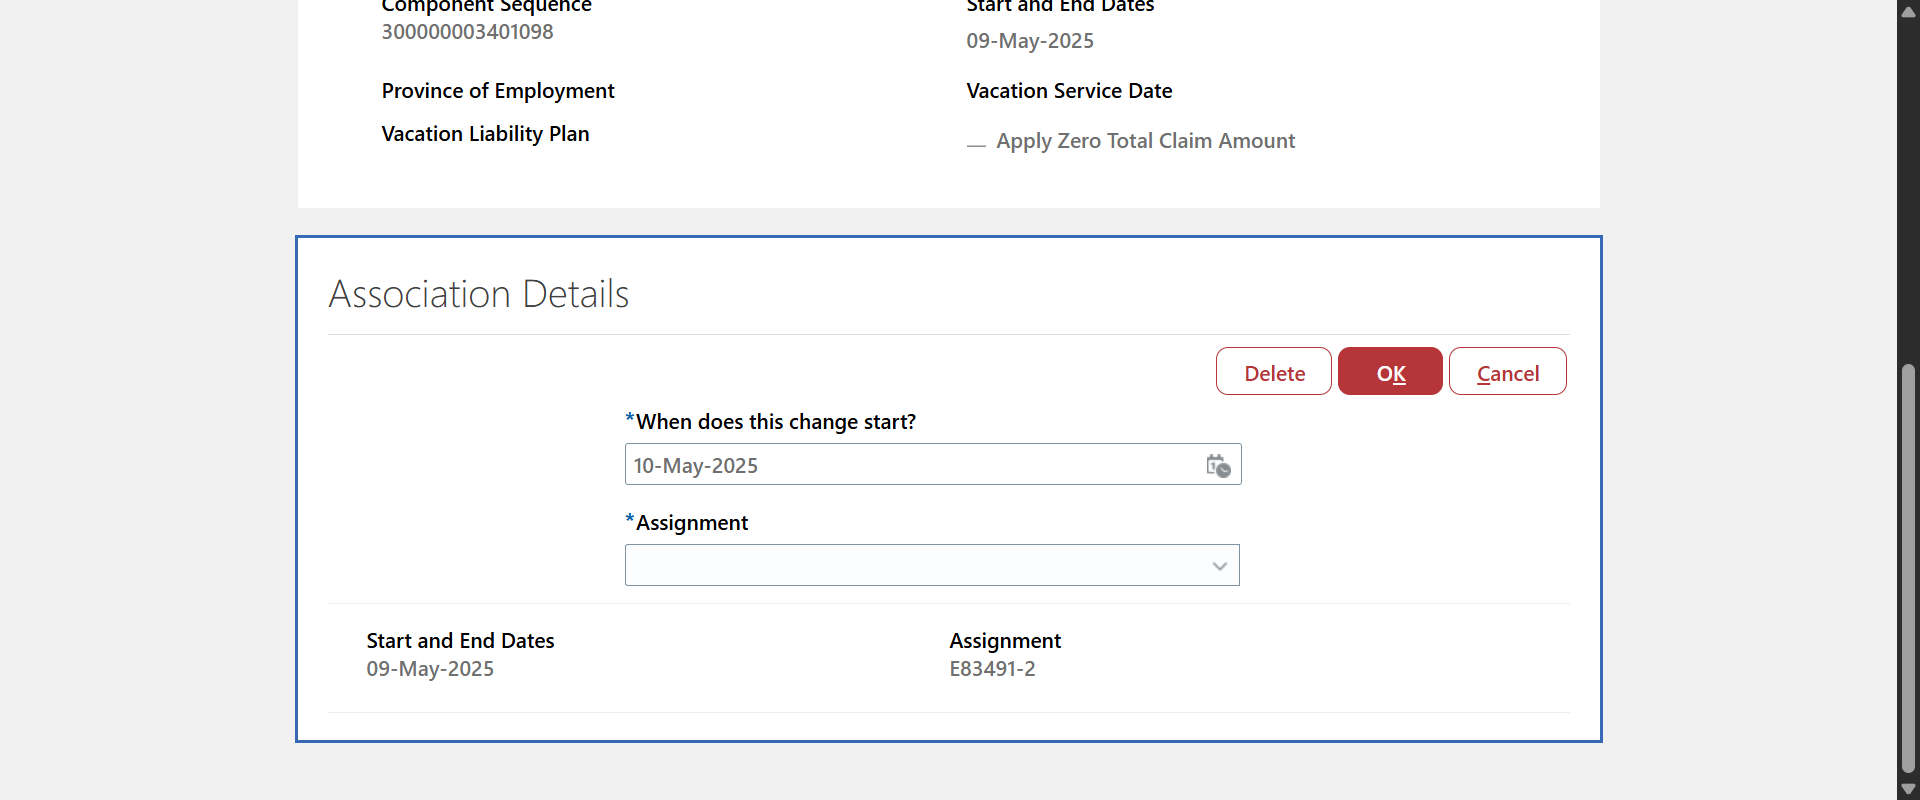 Component Sequence
300000003401098
Start and End Dates
09-May-2025
Province of Employment
Vacation Service Date
Vacation Liability Plan
Apply Zero Total Claim Amount
Association Details
Delete
OK
Cancel
*When does this change start?
10-May-2025
*Assignment
Start and End Dates
09-May-2025
Assignment
E83491-2